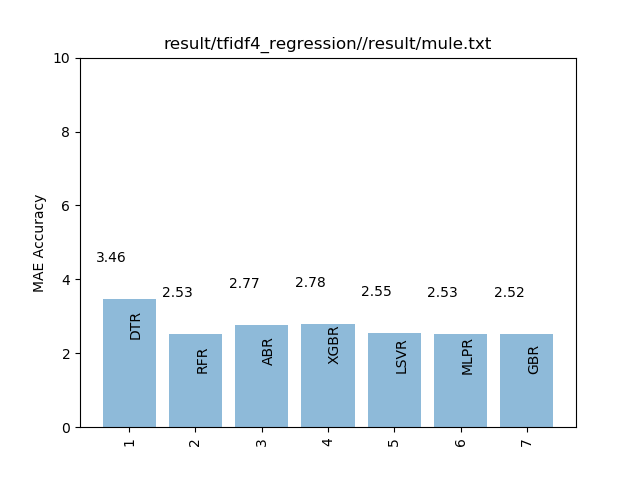 result/tfidf4_regression//result/mule.txt
MAE Accuracy
10
8
6
4
2
0
3.46
2.53
2.77
2.78
2.55
2.53
2.52
DTR
RFR
ABR
XGBR
LSVR
MLPR
GBR
1
2
3
4
5
6
7